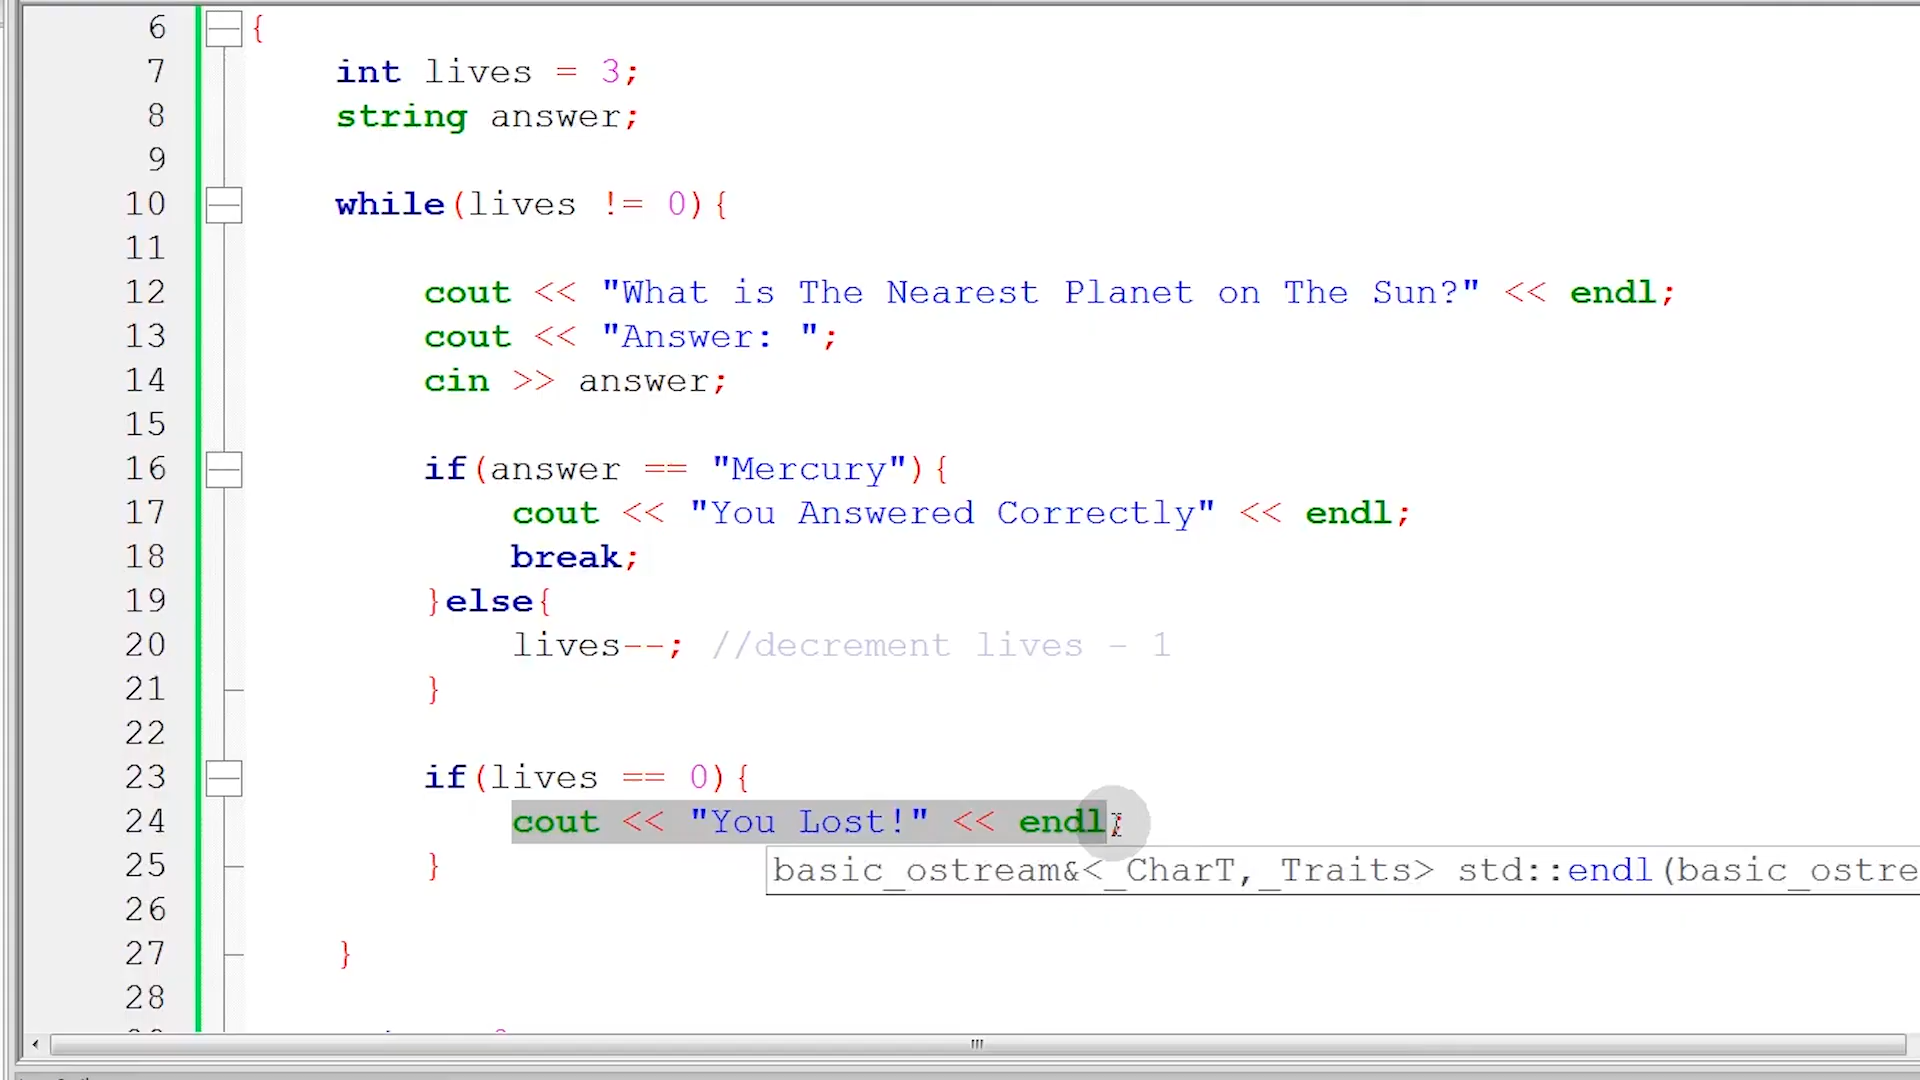 6 {
7 int lives = 3;
8 string answer;
9
10 while(lives != 0){
11
12 cout << "What is The Nearest Planet on The Sun?" << endl;
13 cout << "Answer: ";
14 cin >> answer;
15
16 if(answer == "Mercury"){
17 cout << "You Answered Correctly" << endl;
18 break;
19 }else{
20 lives--; //decrement lives - 1
21 }
22
23 if(lives == 0){
24 cout << "You Lost!" << endl;
25 }
basic_ostream&<_CharT,_Traits> std::endl(basic_ostre
26
27 }
28